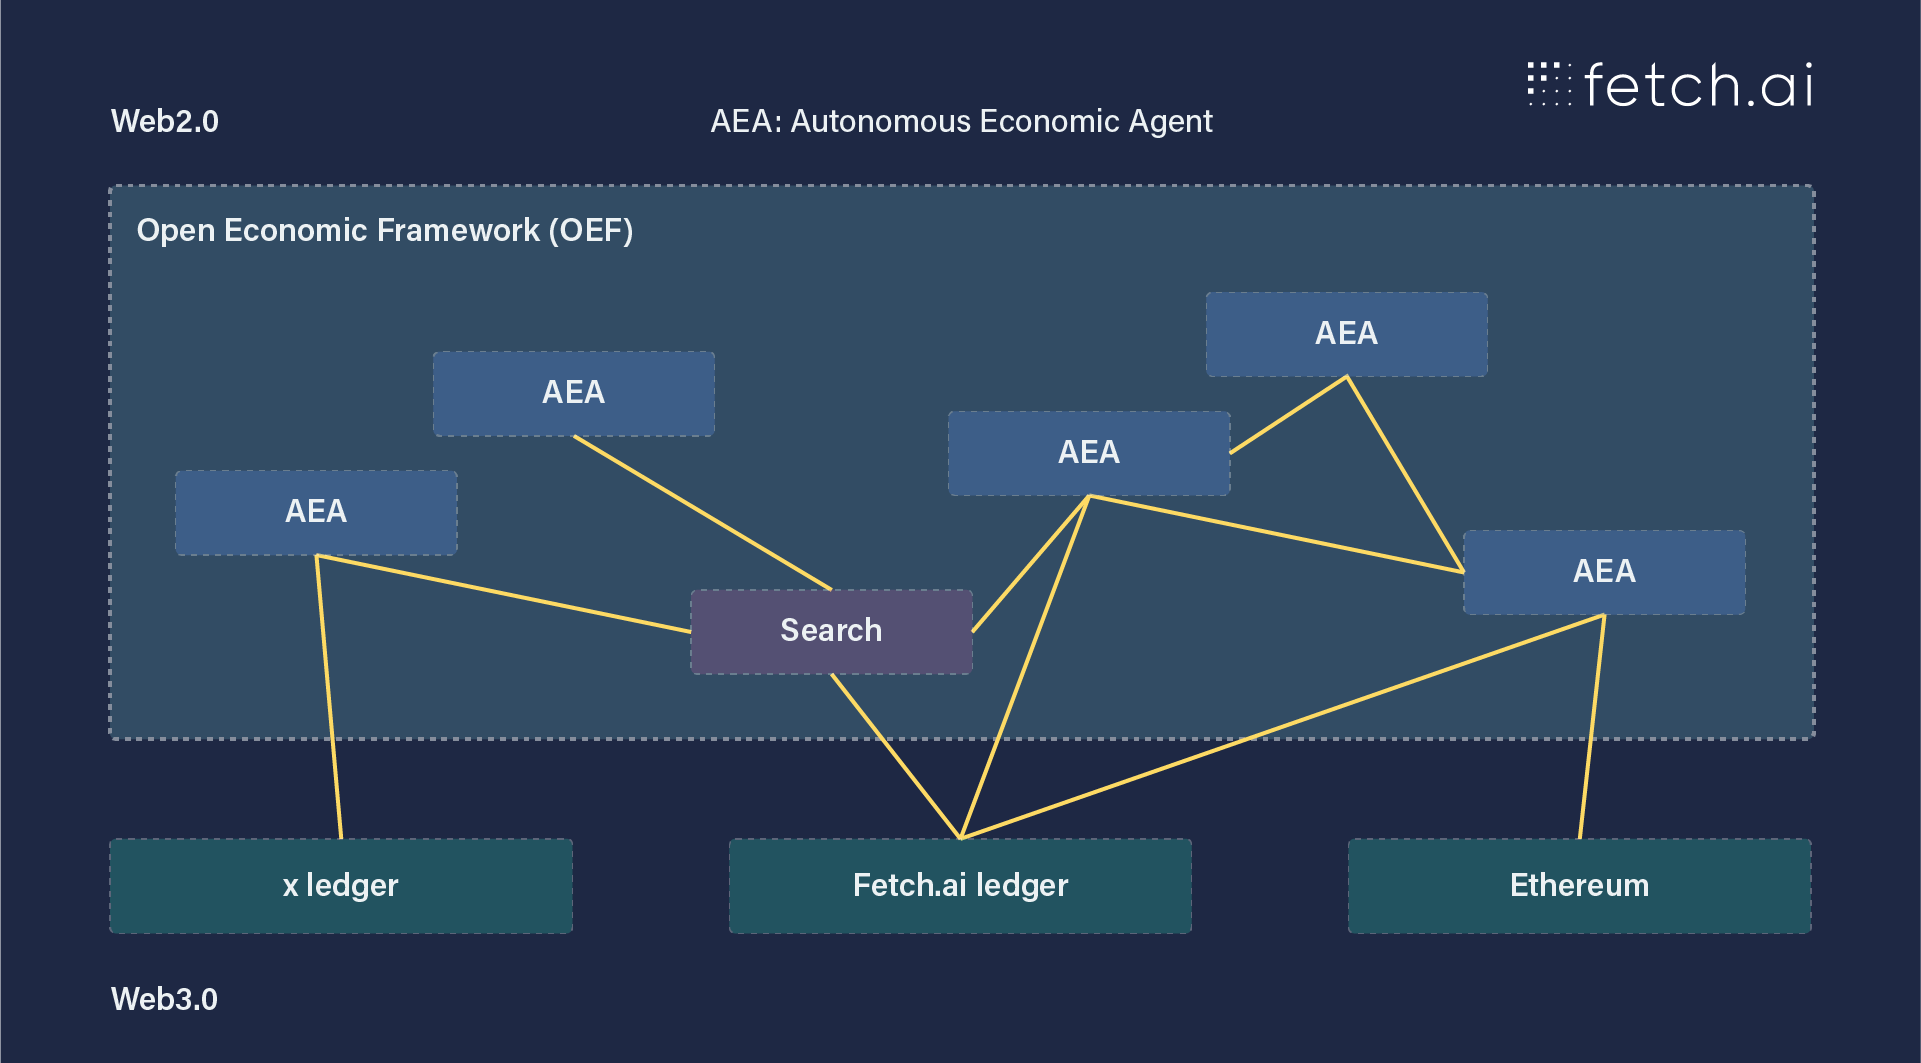 fetch.ai
Web2.0
AEA: Autonomous Economic Agent
Open Economic Framework (OEF)
AEA
AEA
AEA
AEA
AEA
Search
x ledger
Fetch.ai ledger
Ethereum
Web3.0